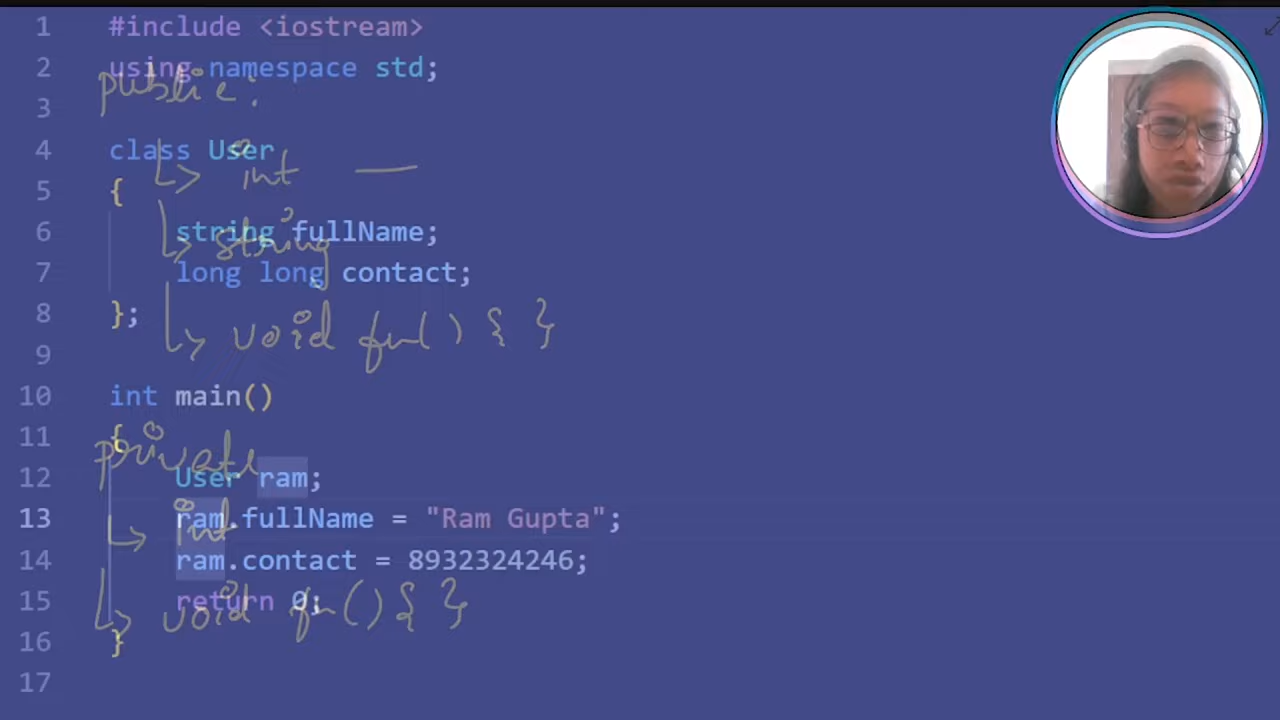 1 #include <iostream>
2 using namespace std;
public:
3
4 class User
int —
5 {
6 string fullName;
string
7 long long contact;
8 };
void fun() { }
9
10 int main()
11 {
private
12 User ram;
13 ram.fullName = "Ram Gupta";
int
14 ram.contact = 8932324246;
15 return 0;
void fn() { }
16 }
17